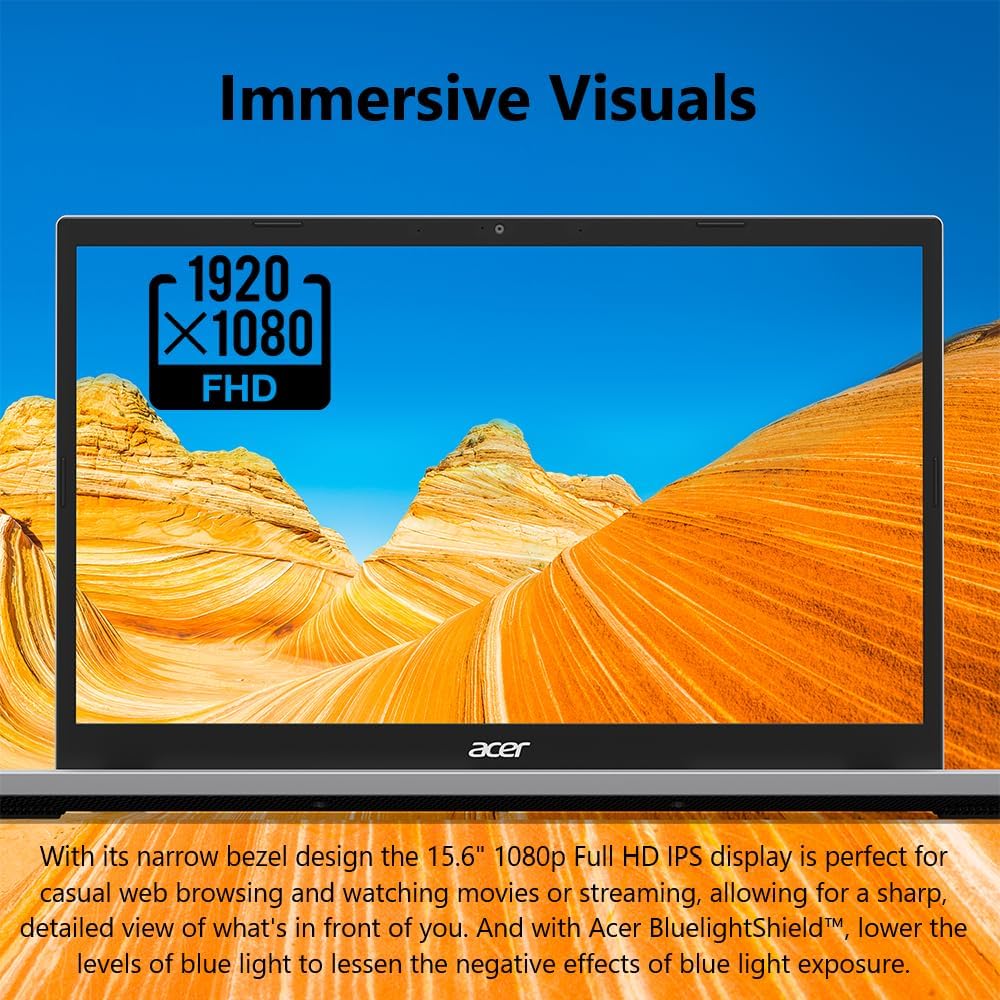 Immersive Visuals
1920
×1080
FHD
acer
With its narrow bezel design the 15.6" 1080p Full HD IPS display is perfect for
casual web browsing and watching movies or streaming, allowing for a sharp,
detailed view of what's in front of you. And with Acer BluelightShield™, lower the
levels of blue light to lessen the negative effects of blue light exposure.